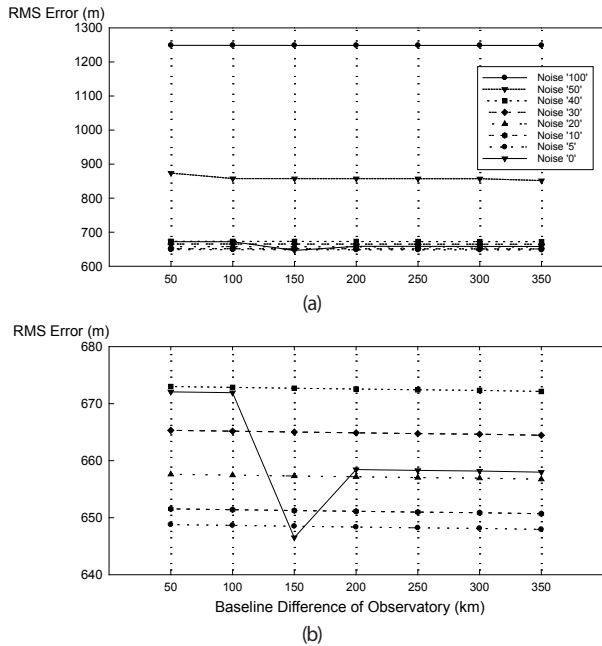 RMS Error (m)
1300
1200
1100
1000
900
800
700
600
Noise '100'
Noise '50'
Noise '40'
Noise '30'
Noise '20'
Noise '10'
Noise '5'
Noise '0'
50 100 150 200 250 300 350
(a)
RMS Error (m)
680
670
660
650
640
50 100 150 200 250 300 350
Baseline Difference of Observatory (km)
(b)